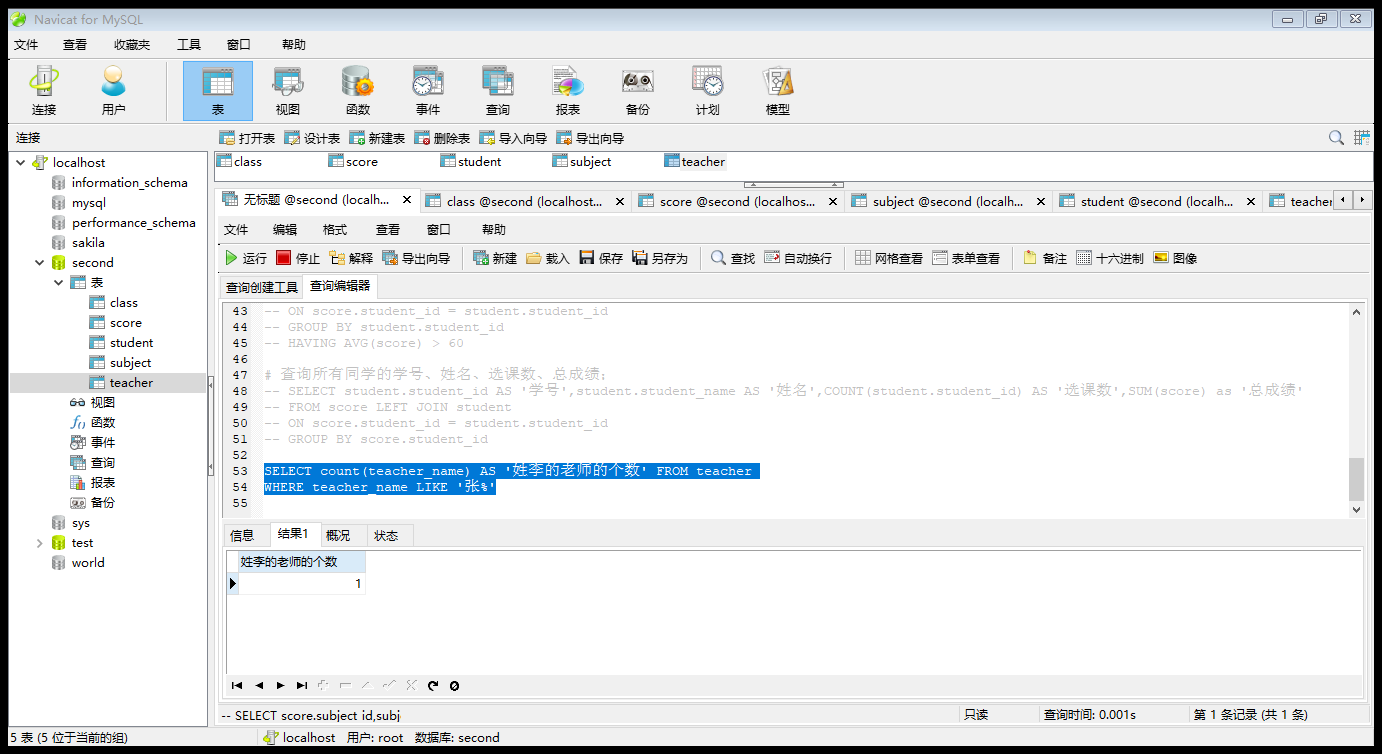 Navicat for MySQL
文件 查看 收藏夹 工具 窗口 帮助
连接 用户 表 视图 函数 事件 查询 报表 备份 计划 模型
连接 打开表 设计表 新建表 删除表 导入向导 导出向导
class score student subject teacher
localhost
information_schema
mysql
performance_schema
sakila
second
表
class
score
student
subject
teacher
视图
函数
事件
查询
报表
备份
sys
test
world
无标题 @second (localh... class @second (localhost... score @second (localhos... subject @second (localh... student @second (localh... teacher
文件 编辑 格式 查看 窗口 帮助
运行 停止 解释 导出向导 新建 载入 保存 另存为 查找 自动换行 网格查看 表单查看 备注 十六进制 图像
查询创建工具 查询编辑器
43 -- ON score.student_id = student.student_id
44 -- GROUP BY student.student_id
45 -- HAVING AVG(score) > 60
46
47 # 查询所有同学的学号、姓名、选课数、总成绩;
48 -- SELECT student.student_id AS '学号',student.student_name AS '姓名',COUNT(student.student_id) AS '选课数',SUM(score) as '总成绩'
49 -- FROM score LEFT JOIN student
50 -- ON score.student_id = student.student_id
51 -- GROUP BY score.student_id
52
53 SELECT count(teacher_name) AS '姓李的老师的个数' FROM teacher
54 WHERE teacher_name LIKE '张%'
55
信息 结果1 概况 状态
姓李的老师的个数
1
-- SELECT score.subject id,subj 只读 查询时间: 0.001s 第 1 条记录 (共 1 条)
5 表 (5 位于当前的组) localhost 用户: root 数据库: second